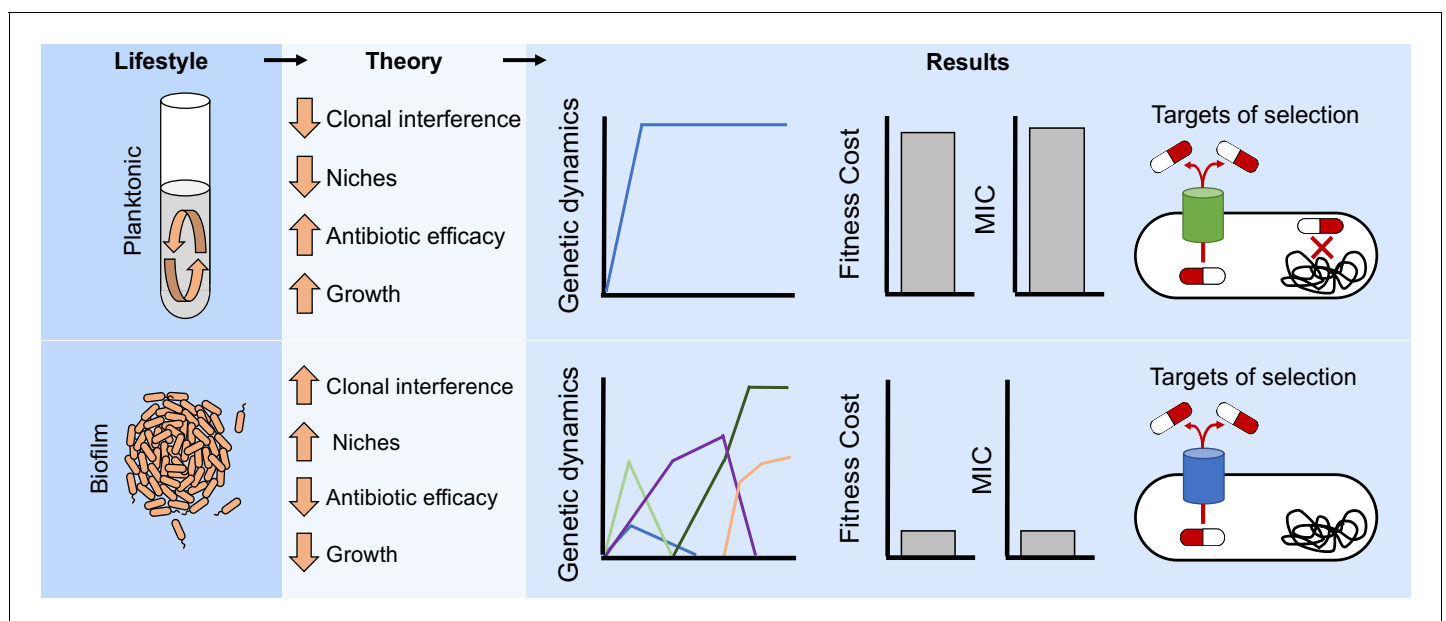 Lifestyle
Theory
Results
Planktonic
Clonal interference
Niches
Antibiotic efficacy
Growth
Genetic dynamics
Fitness Cost
MIC
Targets of selection
Biofilm
Clonal interference
Niches
Antibiotic efficacy
Growth
Genetic dynamics
Fitness Cost
MIC
Targets of selection